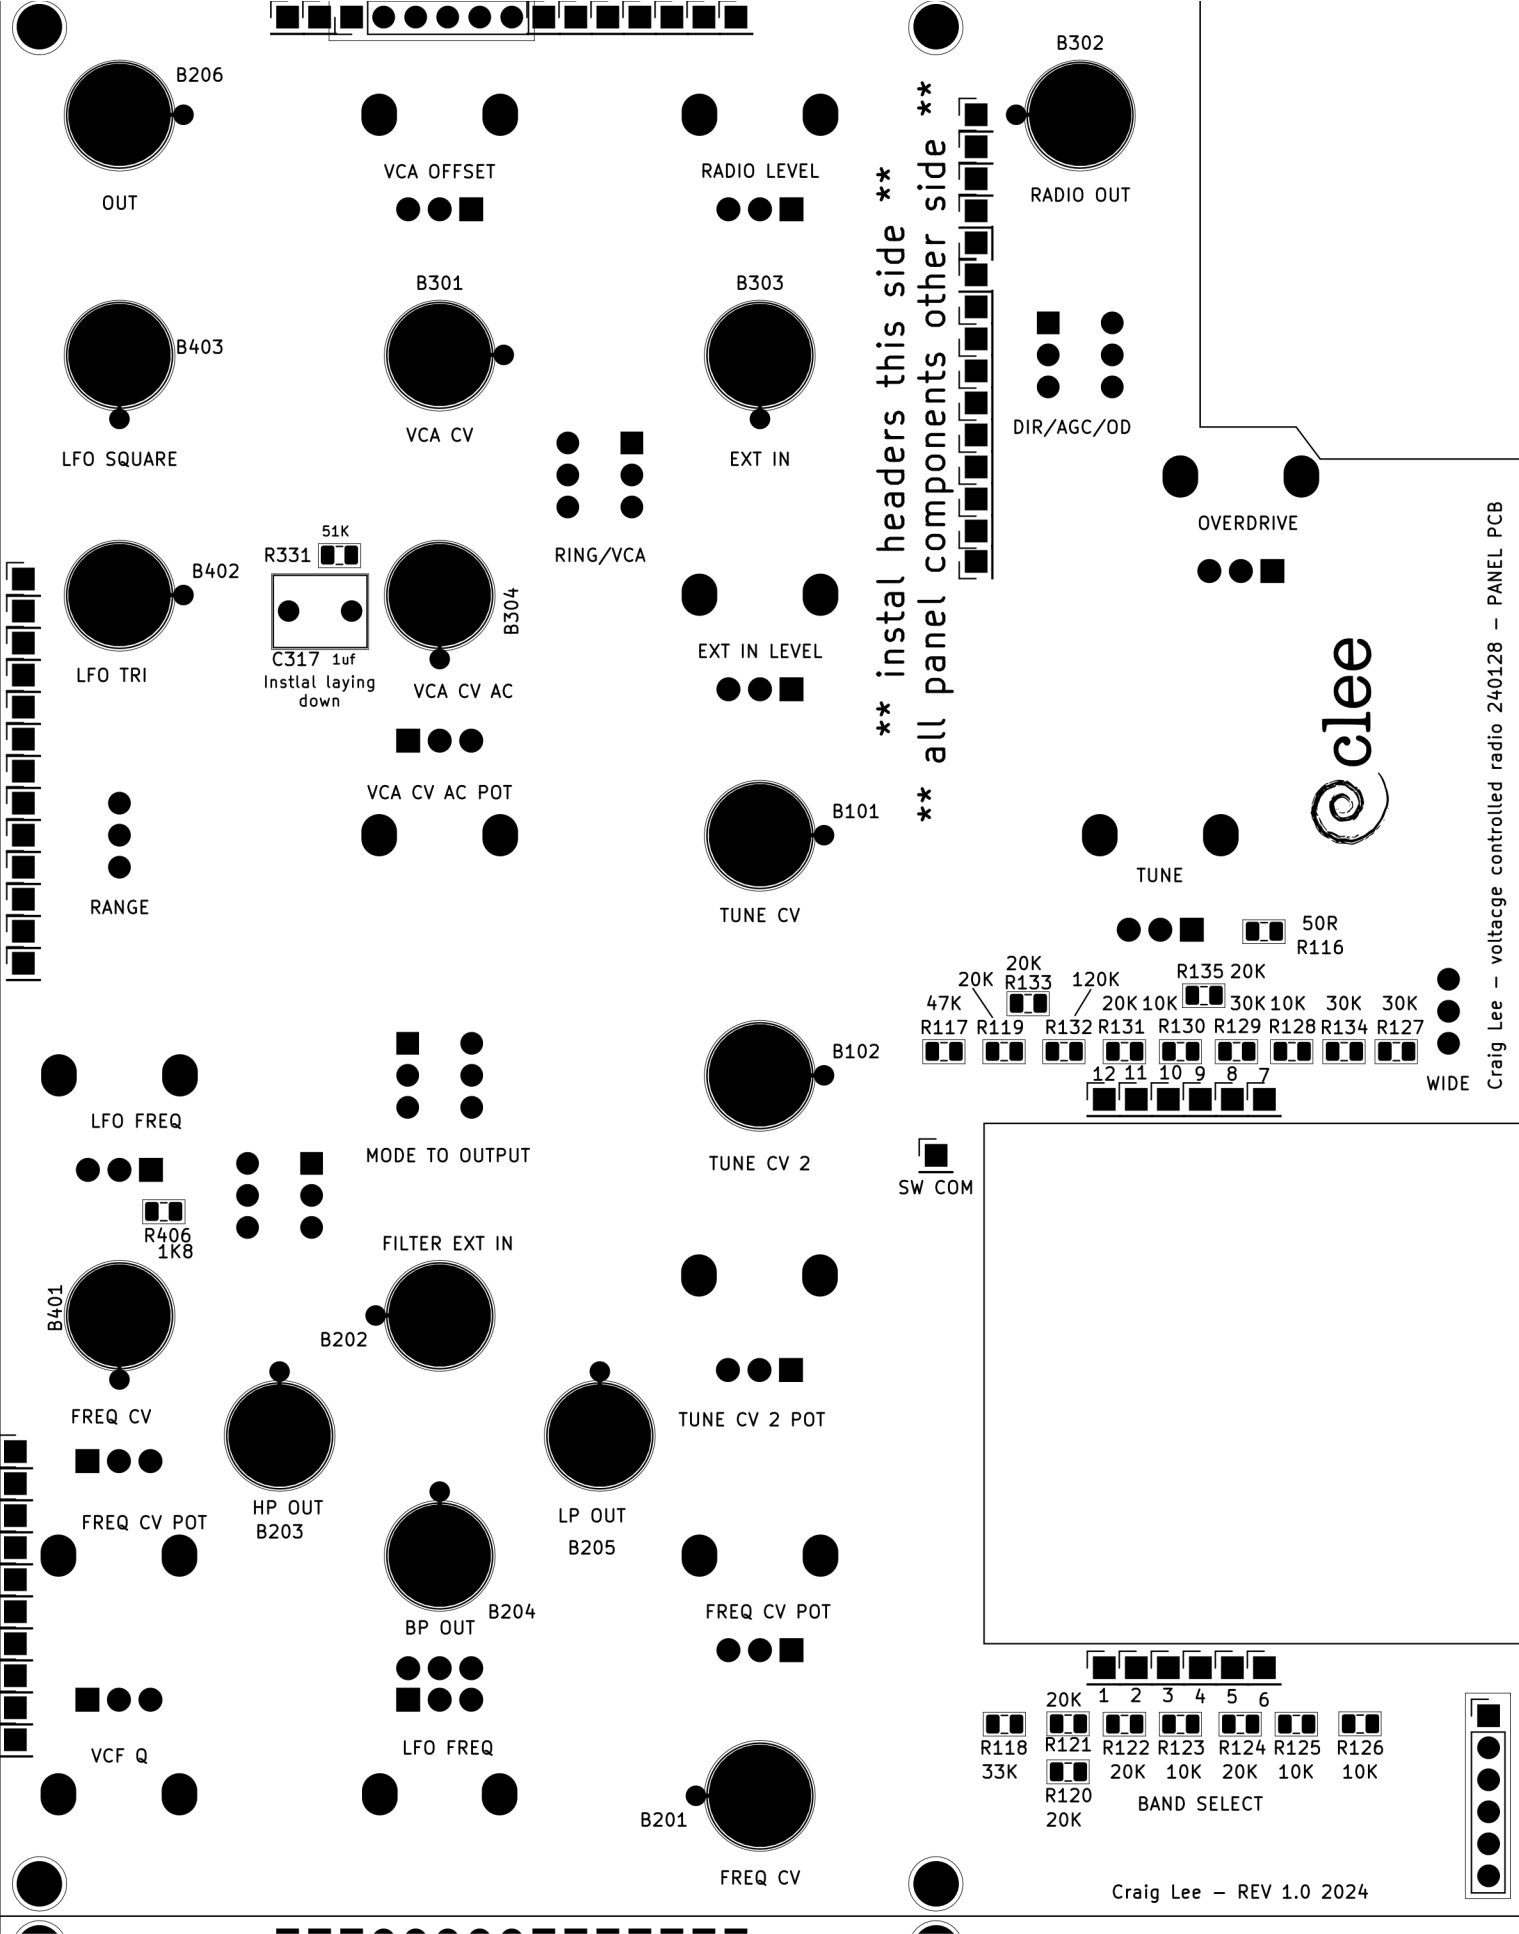 B302
B206
VCA OFFSET
RADIO LEVEL
OUT
RADIO OUT
** instal headers this side **
** all panel components other side **
B301
B303
B403
VCA CV
LFO SQUARE
EXT IN
DIR/AGC/OD
OVERDRIVE
51K
R331
RING/VCA
B402
B304
C317 1uf
Instlal laying
down
LFO TRI
VCA CV AC
EXT IN LEVEL
clee
Craig Lee – voltacge controlled radio 240128 – PANEL PCB
VCA CV AC POT
B101
TUNE
RANGE
TUNE CV
50R
R116
20K
20K R133 120K
R135 20K
47K 20K 10K 30K 10K 30K 30K
R117 R119 R132 R131 R130 R129 R128 R134 R127
B102
12 11 10 9 8 7
WIDE
LFO FREQ
MODE TO OUTPUT
TUNE CV 2
SW COM
R406
1K8
FILTER EXT IN
B401
B202
FREQ CV
TUNE CV 2 POT
HP OUT
B203
LP OUT
B205
FREQ CV POT
B204
BP OUT
FREQ CV POT
1 2 3 4 5 6
20K
R118 R121 R122 R123 R124 R125 R126
33K 20K 10K 20K 10K 10K
R120
20K
BAND SELECT
VCF Q
LFO FREQ
B201
FREQ CV
Craig Lee – REV 1.0 2024